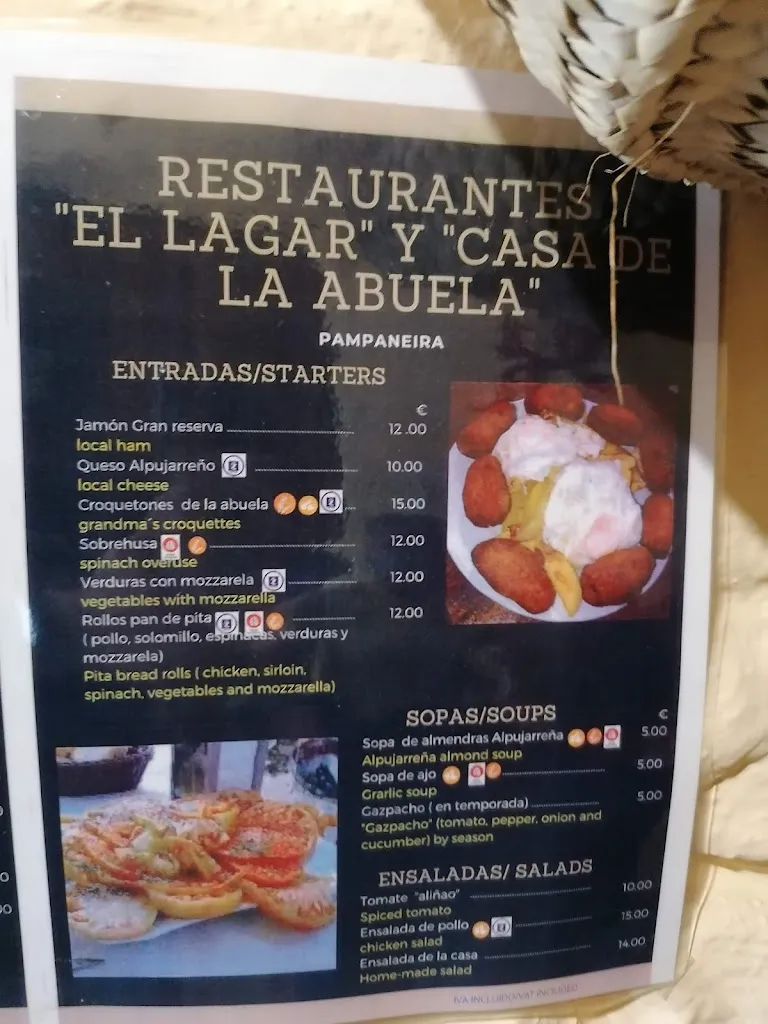 RESTAURANTES
"EL LAGAR" Y "CASA DE
LA ABUELA"
PAMPANEIRA
ENTRADAS/STARTERS
€
Jamón Gran reserva 12.00
local ham
Queso Alpujarreño 10.00
local cheese
Croquetones de la abuela 15.00
grandma´s croquettes
Sobrehusa 12.00
spinach overfuse
Verduras con mozzarela 12.00
vegetables with mozzarella
Rollos pan de pita 12.00
( pollo, solomillo, espinacas, verduras y
mozzarela)
Pita bread rolls ( chicken, sirloin,
spinach, vegetables and mozzarella)
SOPAS/SOUPS
€
Sopa de almendras Alpujarreña 5.00
Alpujarreña almond soup
Sopa de ajo 5.00
Grarlic soup
Gazpacho ( en temporada) 5.00
"Gazpacho" (tomato, pepper, onion and
cucumber) by season
ENSALADAS/ SALADS
Tomate "aliñao" 10.00
Spiced tomato
Ensalada de pollo 15.00
chicken salad
Ensalada de la casa 14.00
Home-made salad
IVA INCLUIDO/VAT INCLUDED